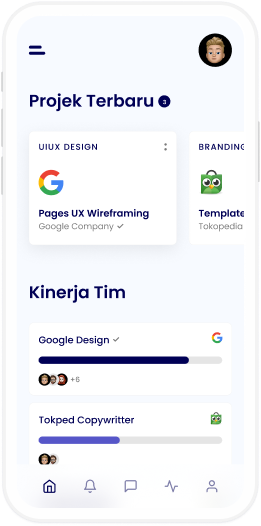 Projek Terbaru 3
UIUX DESIGN
Pages UX Wireframing
Google Company
BRANDING
Template
Tokopedia
Kinerja Tim
Google Design
+6
Tokped Copywritter